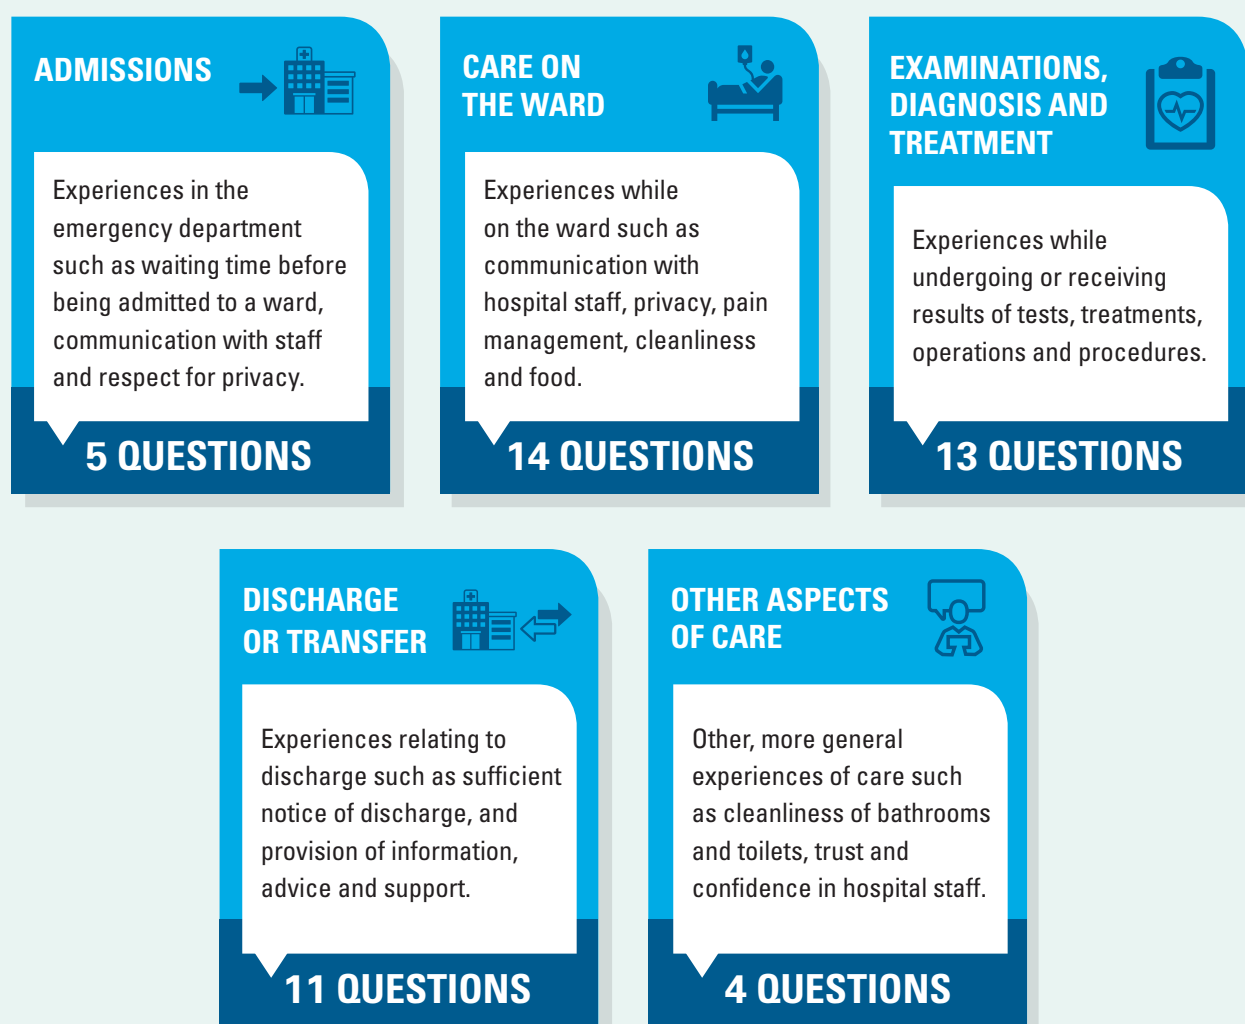 ADMISSIONS
Experiences in the
emergency department
such as waiting time before
being admitted to a ward,
communication with staff
and respect for privacy.
5 QUESTIONS
CARE ON
THE WARD
Experiences while
on the ward such as
communication with
hospital staff, privacy, pain
management, cleanliness
and food.
14 QUESTIONS
EXAMINATIONS,
DIAGNOSIS AND
TREATMENT
Experiences while
undergoing or receiving
results of tests, treatments,
operations and procedures.
13 QUESTIONS
DISCHARGE
OR TRANSFER
Experiences relating to
discharge such as sufficient
notice of discharge, and
provision of information,
advice and support.
11 QUESTIONS
OTHER ASPECTS
OF CARE
Other, more general
experiences of care such
as cleanliness of bathrooms
and toilets, trust and
confidence in hospital staff.
4 QUESTIONS